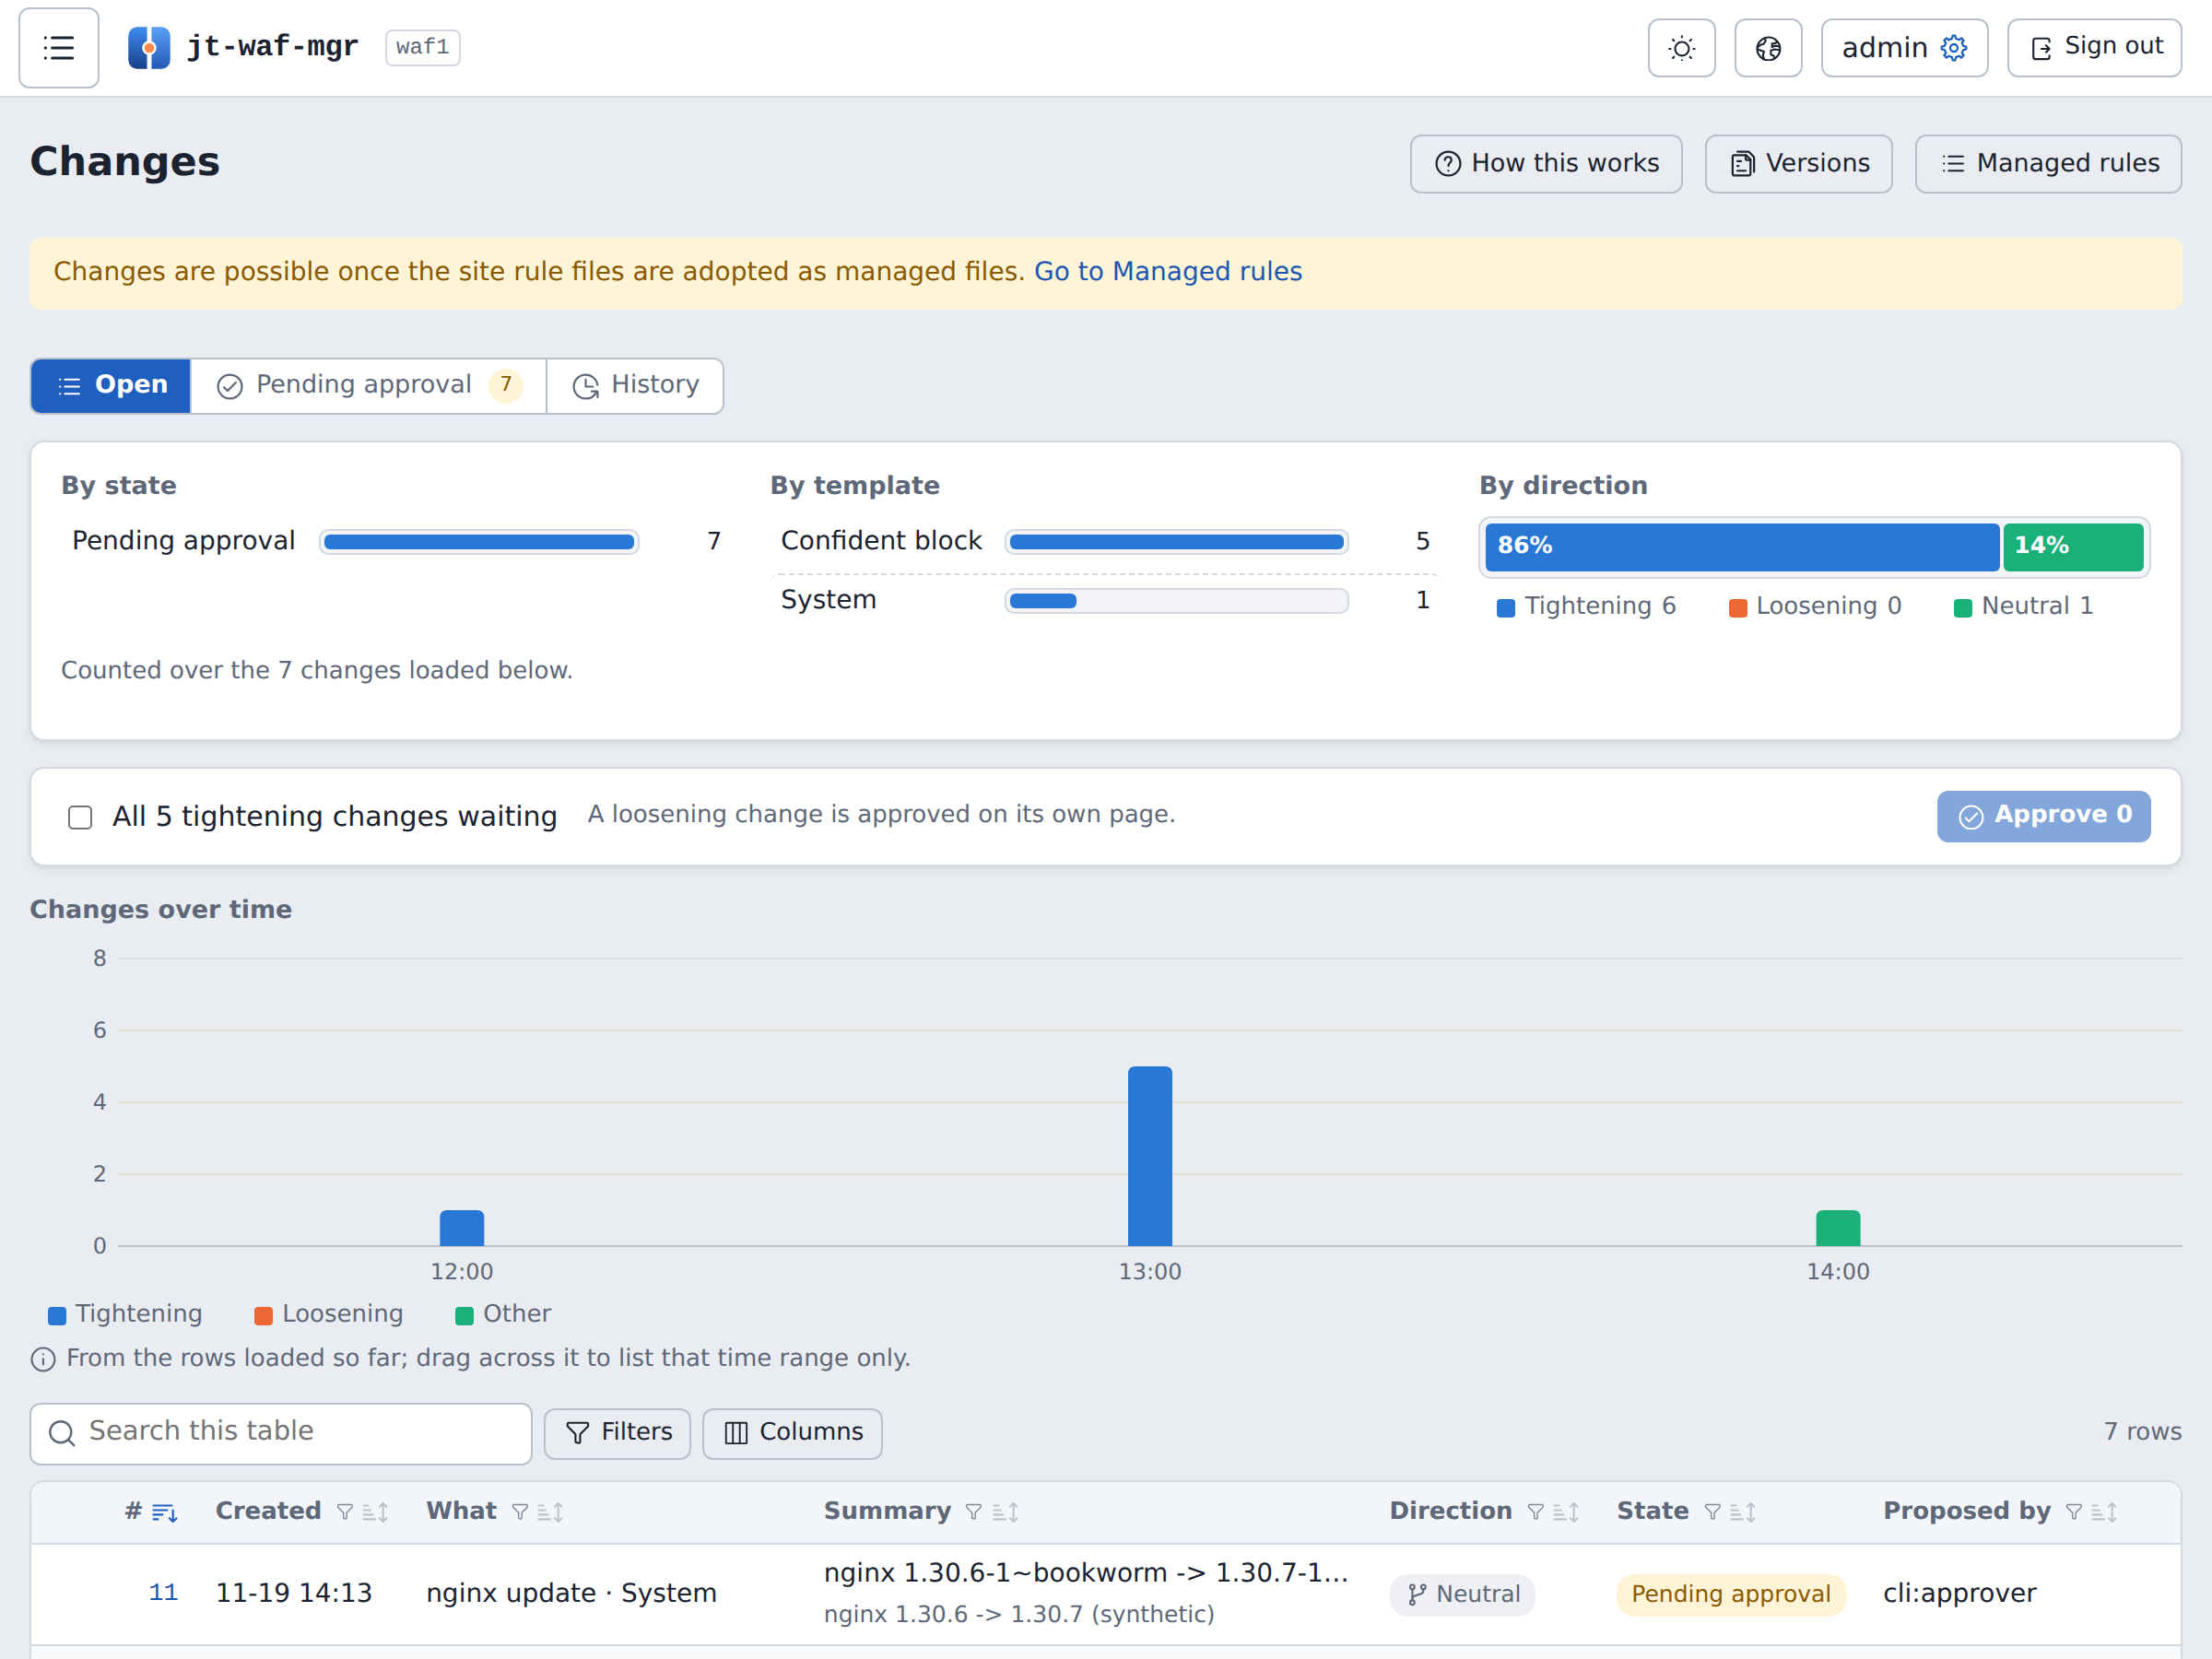 jt-waf-mgr waf1 admin Sign out
Changes How this works Versions Managed rules
Changes are possible once the site rule files are adopted as managed files. Go to Managed rules
Open Pending approval 7 History
By state By template By direction
Pending approval 7 Confident block 5 86% 14%
System 1 Tightening 6 Loosening 0 Neutral 1
Counted over the 7 changes loaded below.
All 5 tightening changes waiting A loosening change is approved on its own page. Approve 0
Changes over time
8
6
4
2
0
12:00 13:00 14:00
Tightening Loosening Other
From the rows loaded so far; drag across it to list that time range only.
Search this table Filters Columns 7 rows
# Created What Summary Direction State Proposed by
11 11-19 14:13 nginx update · System nginx 1.30.6-1~bookworm -> 1.30.7-1… Neutral Pending approval cli:approver
nginx 1.30.6 -> 1.30.7 (synthetic)